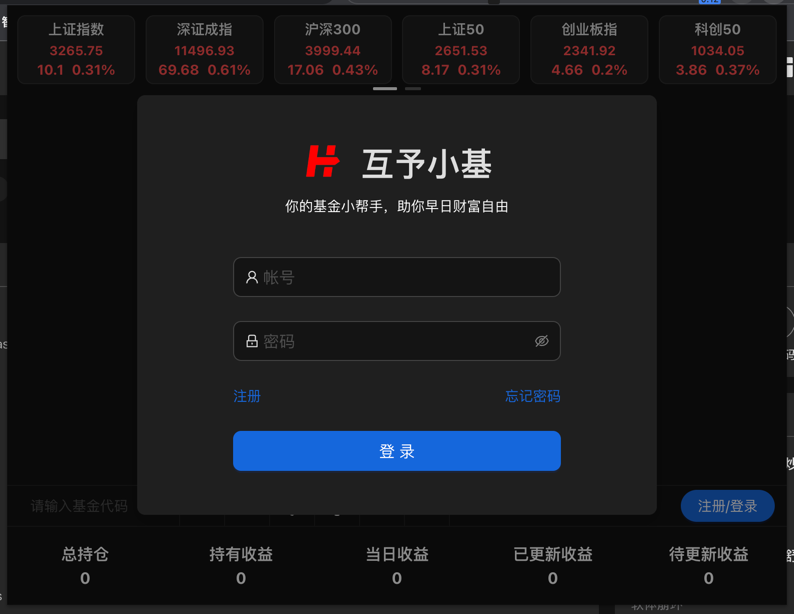 上证指数
3265.75
10.1 0.31%
深证成指
11496.93
69.68 0.61%
沪深300
3999.44
17.06 0.43%
上证50
2651.53
8.17 0.31%
创业板指
2341.92
4.66 0.2%
科创50
1034.05
3.86 0.37%
互予小基
你的基金小帮手，助你早日财富自由
帐号
密码
注册 忘记密码
登 录
请输入基金代码
注册/登录
总持仓
0
持有收益
0
当日收益
0
已更新收益
0
待更新收益
0